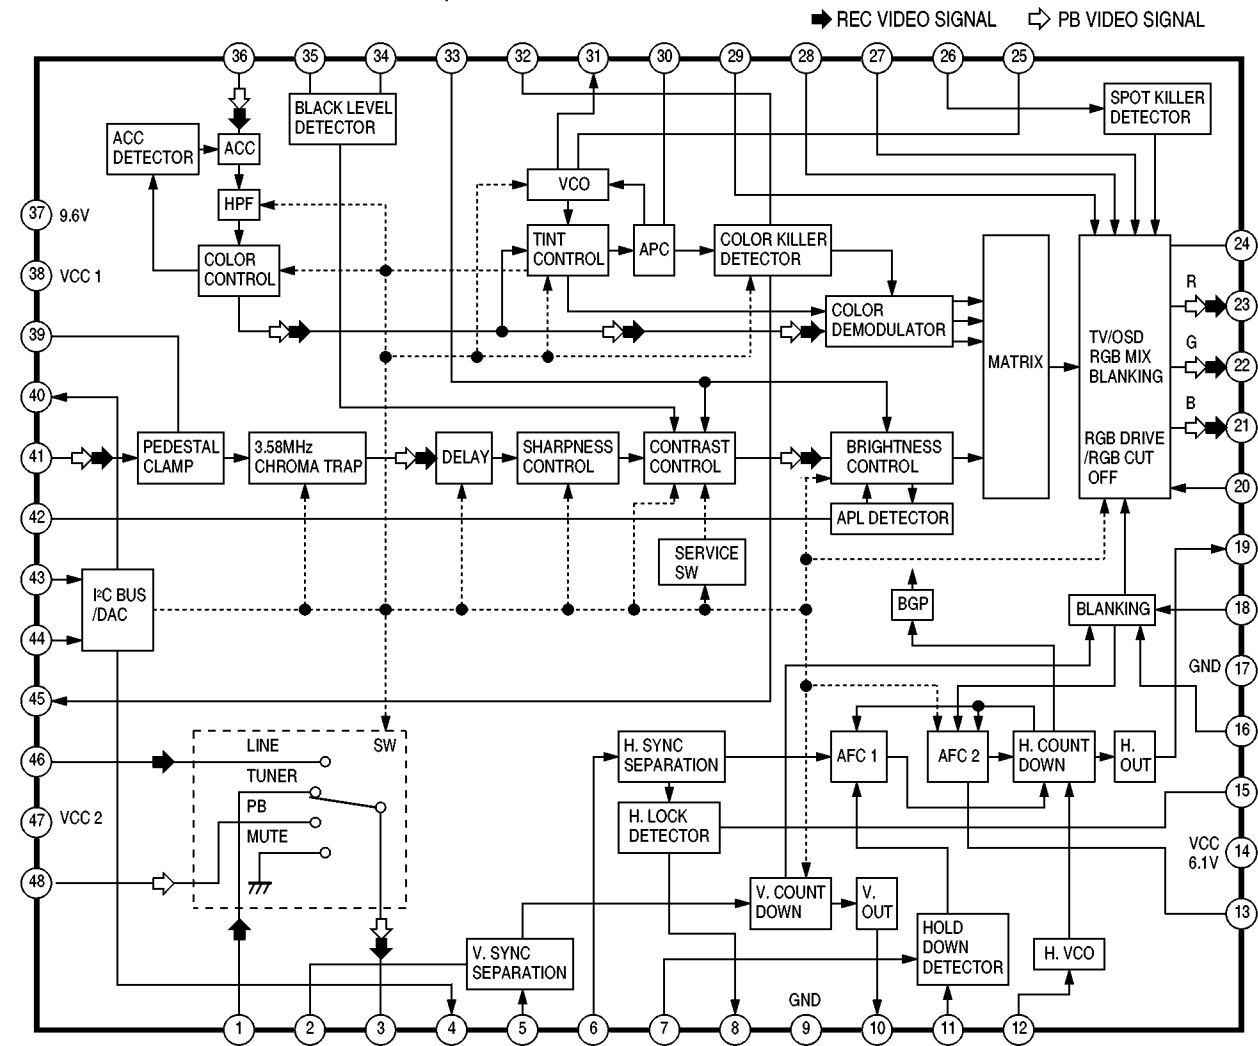 REC VIDEO SIGNAL PB VIDEO SIGNAL
36 35 34 33 32 31 30 29 28 27 26 25
BLACK LEVEL
DETECTOR
SPOT KILLER
DETECTOR
ACC
DETECTOR
ACC
HPF
COLOR
CONTROL
37 9.6V
38 VCC 1
39
40
41
42
43
44
45
46
47 VCC 2
48
VCO
TINT
CONTROL
APC
COLOR KILLER
DETECTOR
COLOR
DEMODULATOR
MATRIX
TV/OSD
RGB MIX
BLANKING
RGB DRIVE
/RGB CUT
OFF
24
R
23
G
22
B
21
20
19
18
GND 17
16
15
VCC
6.1V
14
13
PEDESTAL
CLAMP
3.58MHz
CHROMA TRAP
DELAY
SHARPNESS
CONTROL
CONTRAST
CONTROL
BRIGHTNESS
CONTROL
APL DETECTOR
SERVICE
SW
I²C BUS
/DAC
BGP
BLANKING
LINE
SW
TUNER
PB
MUTE
H. SYNC
SEPARATION
AFC 1
AFC 2
H. COUNT
DOWN
H.
OUT
H. LOCK
DETECTOR
V. COUNT
DOWN
V.
OUT
HOLD
DOWN
DETECTOR
V. SYNC
SEPARATION
H. VCO
GND
1 2 3 4 5 6 7 8 9 10 11 12